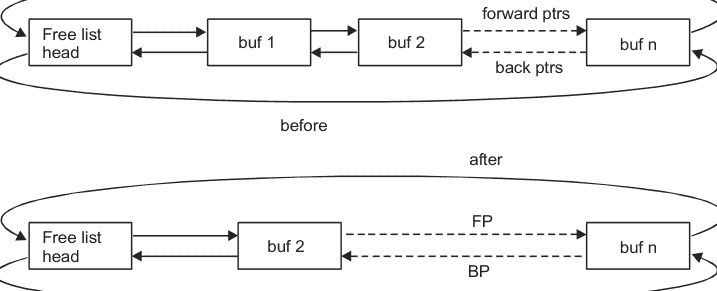 forward ptrs
Free list
head
buf 1
buf 2
buf n
back ptrs
before
after
Free list
head
buf 2
FP
buf n
BP